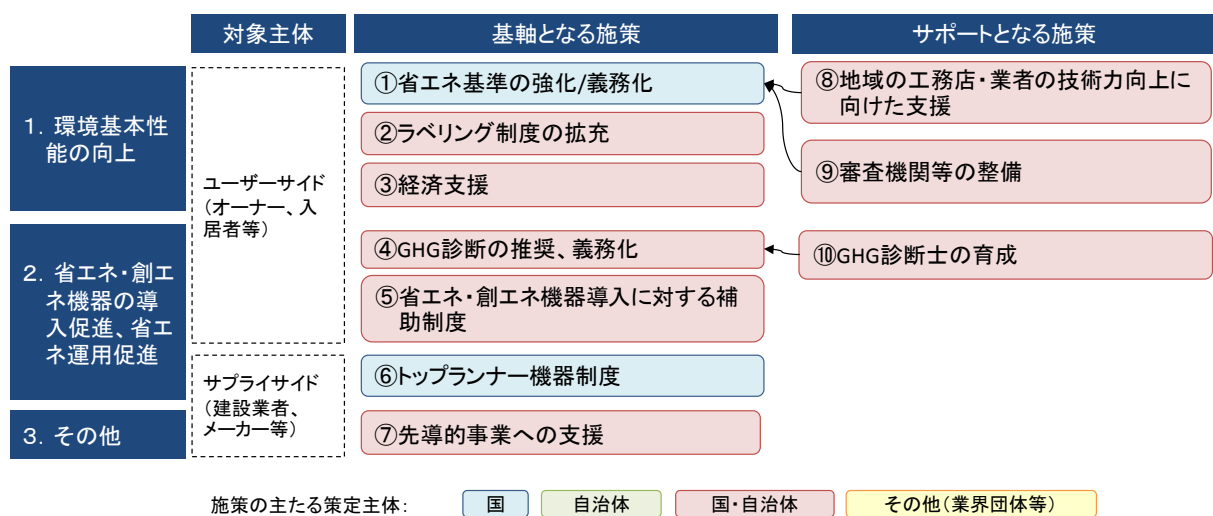 対象主体
基軸となる施策
サポートとなる施策
1．環境基本性
能の向上
2．省エネ・創エ
ネ機器の導
入促進、省エ
ネ運用促進
3．その他
ユーザーサイド
（オーナー、入
居者等）
サプライサイド
（建設業者、
メーカー等）
①省エネ基準の強化/義務化
②ラベリング制度の拡充
③経済支援
④GHG診断の推奨、義務化
⑤省エネ・創エネ機器導入に対する補
助制度
⑥トップランナー機器制度
⑦先導的事業への支援
⑧地域の工務店・業者の技術力向上に
向けた支援
⑨審査機関等の整備
⑩GHG診断士の育成
施策の主たる策定主体：
国
自治体
国・自治体
その他（業界団体等）